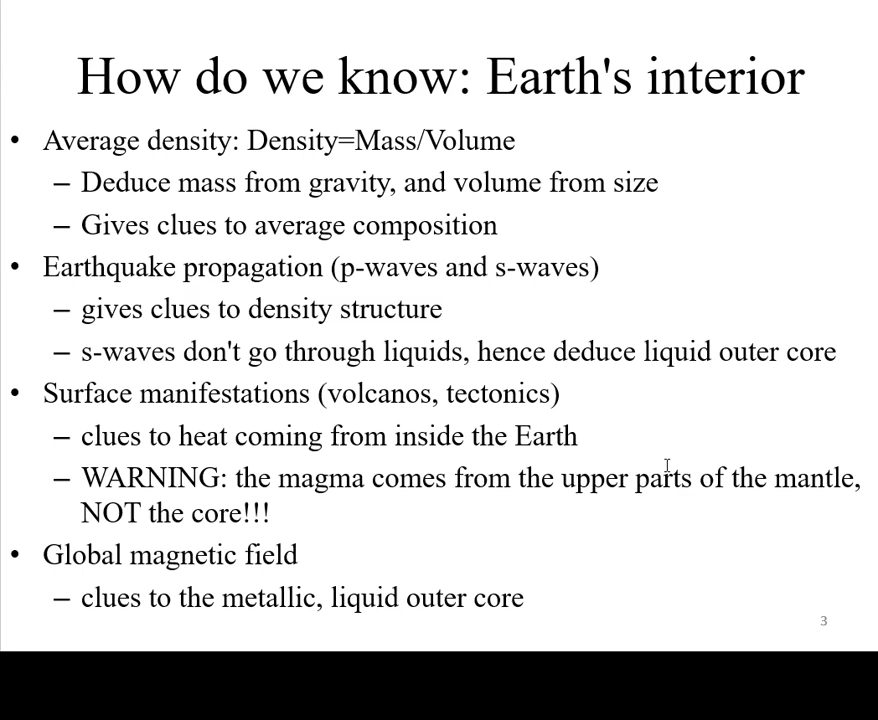 How do we know: Earth's interior
• Average density: Density=Mass/Volume
– Deduce mass from gravity, and volume from size
– Gives clues to average composition
• Earthquake propagation (p-waves and s-waves)
– gives clues to density structure
– s-waves don't go through liquids, hence deduce liquid outer core
• Surface manifestations (volcanos, tectonics)
– clues to heat coming from inside the Earth
– WARNING: the magma comes from the upper parts of the mantle,
NOT the core!!!
• Global magnetic field
– clues to the metallic, liquid outer core
3